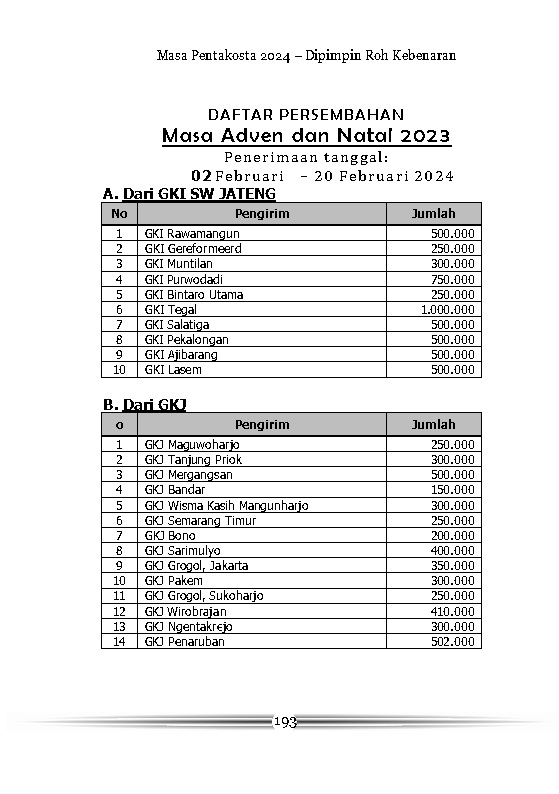 Masa Pentakosta 2024 – Dipimpin Roh Kebenaran
DAFTAR PERSEMBAHAN
Masa Adven dan Natal 2023
Penerimaan tanggal:
02 Februari – 20 Februari 2024
A. Dari GKI SW JATENG
No Pengirim Jumlah
1 GKI Rawamangun 500.000
2 GKI Gereformeerd 250.000
3 GKI Muntilan 300.000
4 GKI Purwodadi 750.000
5 GKI Bintaro Utama 250.000
6 GKI Tegal 1.000.000
7 GKI Salatiga 500.000
8 GKI Pekalongan 500.000
9 GKI Ajibarang 500.000
10 GKI Lasem 500.000
B. Dari GKJ
o Pengirim Jumlah
1 GKJ Maguwoharjo 250.000
2 GKJ Tanjung Priok 300.000
3 GKJ Mergangsan 500.000
4 GKJ Bandar 150.000
5 GKJ Wisma Kasih Mangunharjo 300.000
6 GKJ Semarang Timur 250.000
7 GKJ Bono 200.000
8 GKJ Sarimulyo 400.000
9 GKJ Grogol, Jakarta 350.000
10 GKJ Pakem 300.000
11 GKJ Grogol, Sukoharjo 250.000
12 GKJ Wirobrajan 410.000
13 GKJ Ngentakrejo 300.000
14 GKJ Penaruban 502.000
193